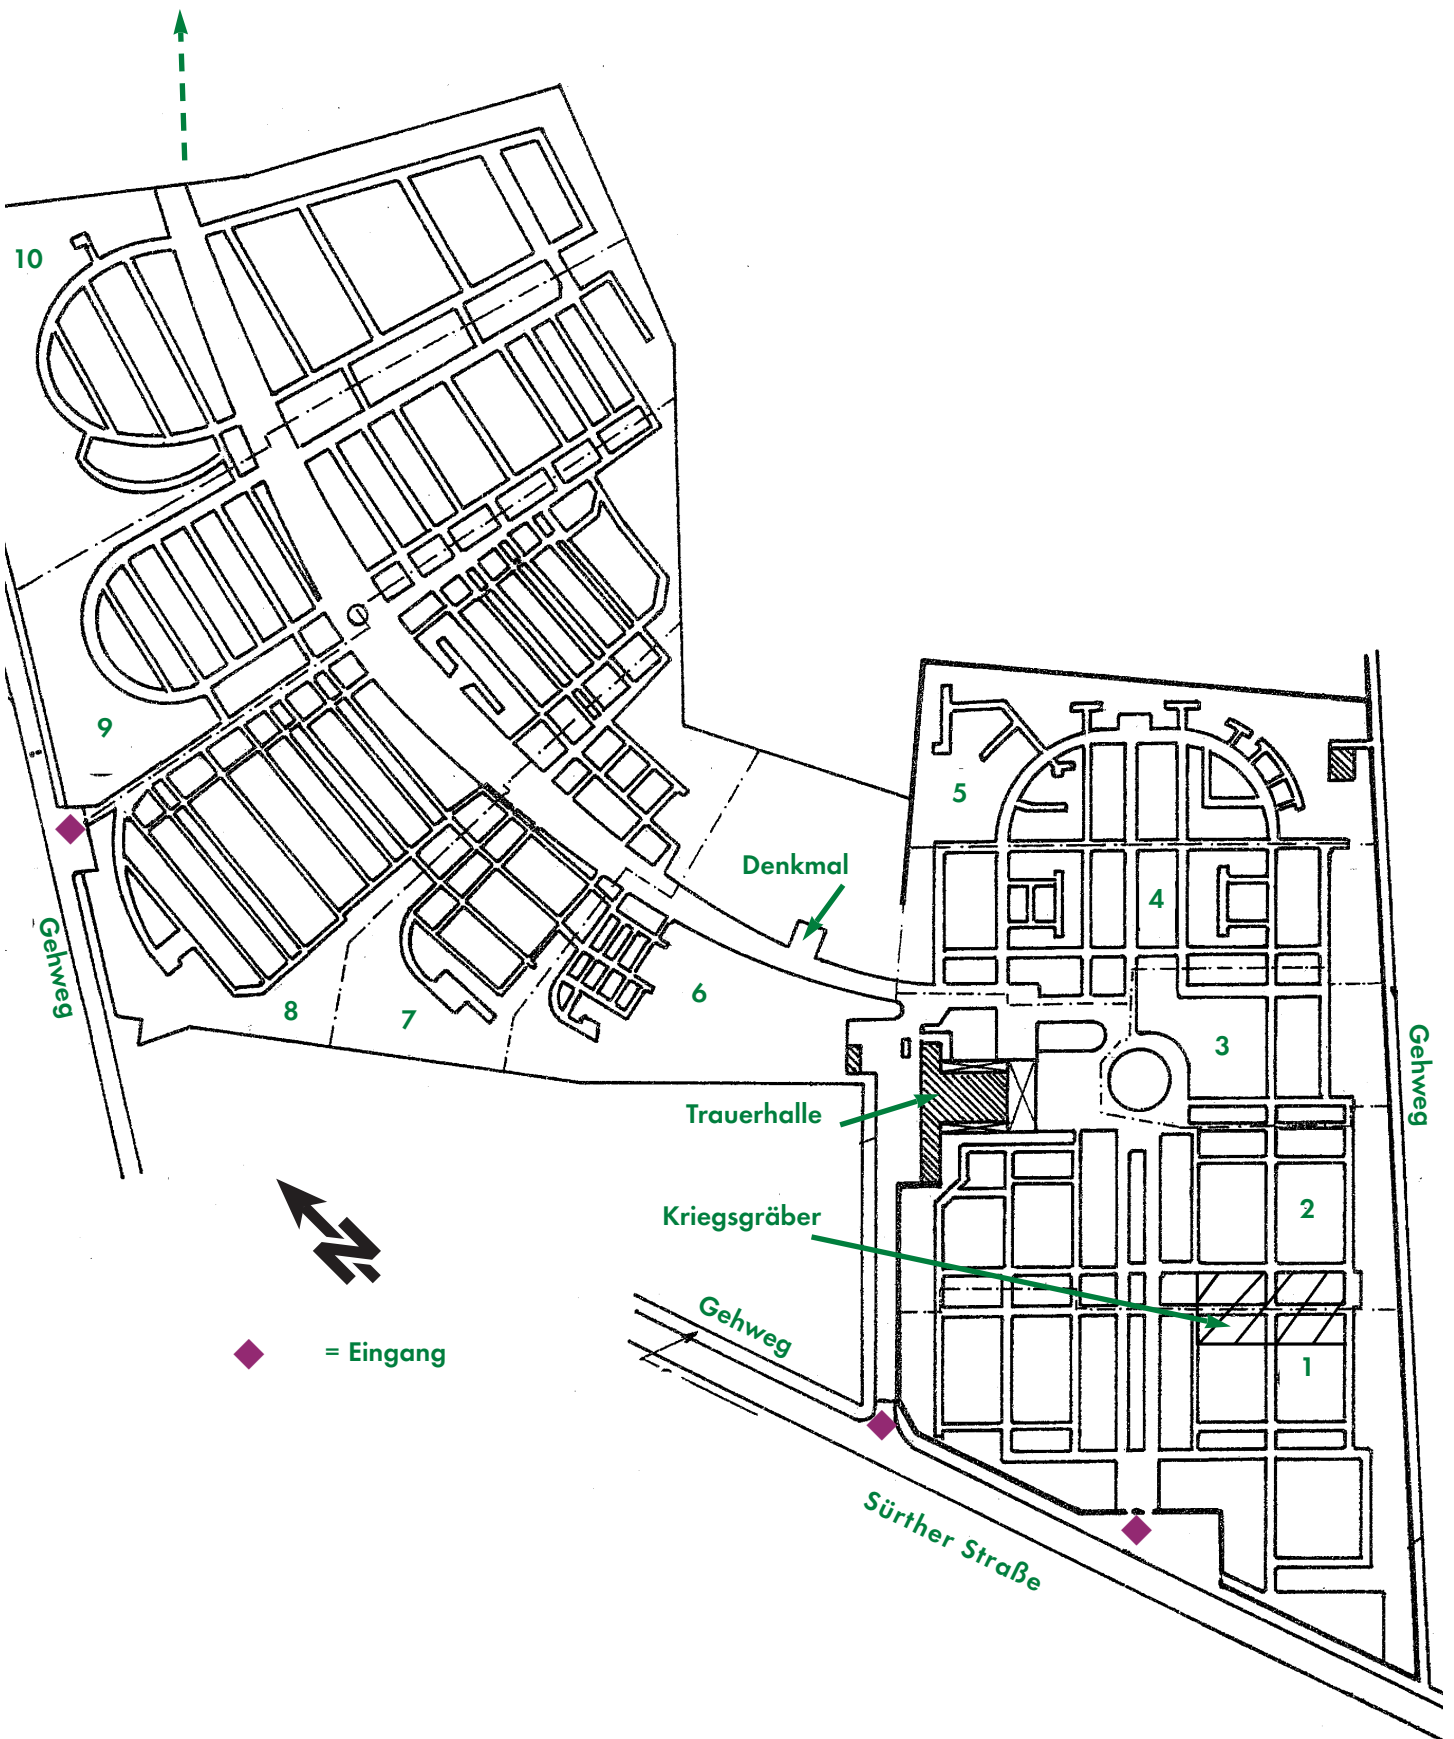 10
9
5
Denkmal
4
Gehweg
8
7
6
3
Gehweg
Trauerhalle
2
Kriegsgräber
N
Gehweg
= Eingang
1
Sürther Straße